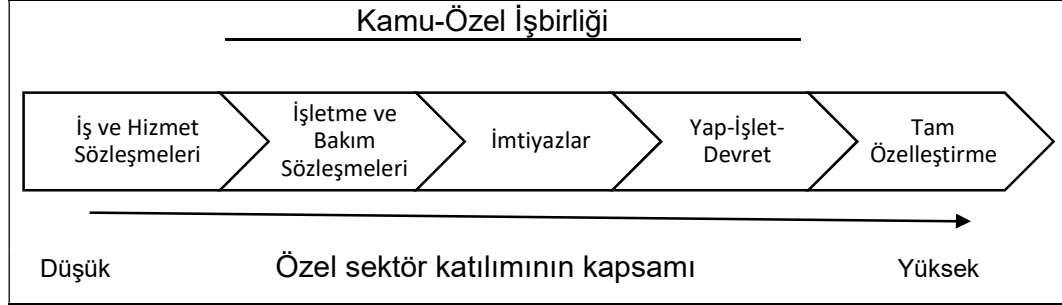 Kamu-Özel İşbirliği
İş ve Hizmet
Sözleşmeleri
İşletme ve
Bakım
Sözleşmeleri
İmtiyazlar
Yap-İşlet-
Devret
Tam
Özelleştirme
Düşük
Özel sektör katılımının kapsamı
Yüksek